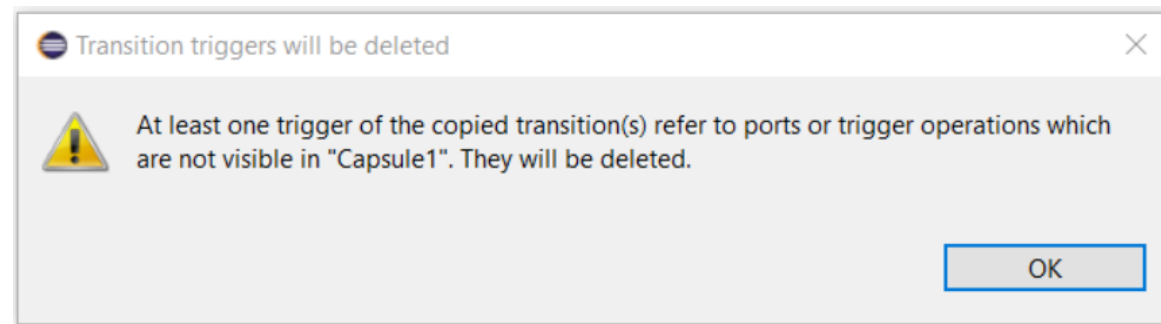 Transition triggers will be deleted
At least one trigger of the copied transition(s) refer to ports or trigger operations which
are not visible in "Capsule1". They will be deleted.
OK